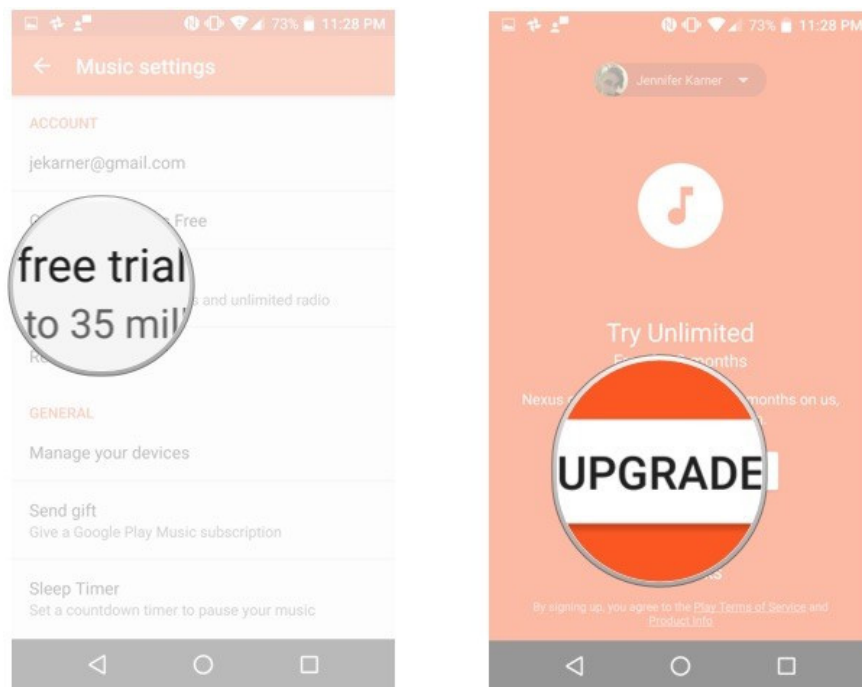 73% 11:28 PM
Music settings
ACCOUNT
jekarner@gmail.com
Free
free trial
to 35 mill
and unlimited radio .
GENERAL
Manage your devices
Send gift
Give a Google Play Music subscription
Sleep Timer
Set a countdown timer to pause your music
73% 11:28 PM
Jennifer Karner
Try Unlimited
months
Nexus
months on us,
UPGRADE
By signing up, you agree to the Play Terms of Service and
Product Info